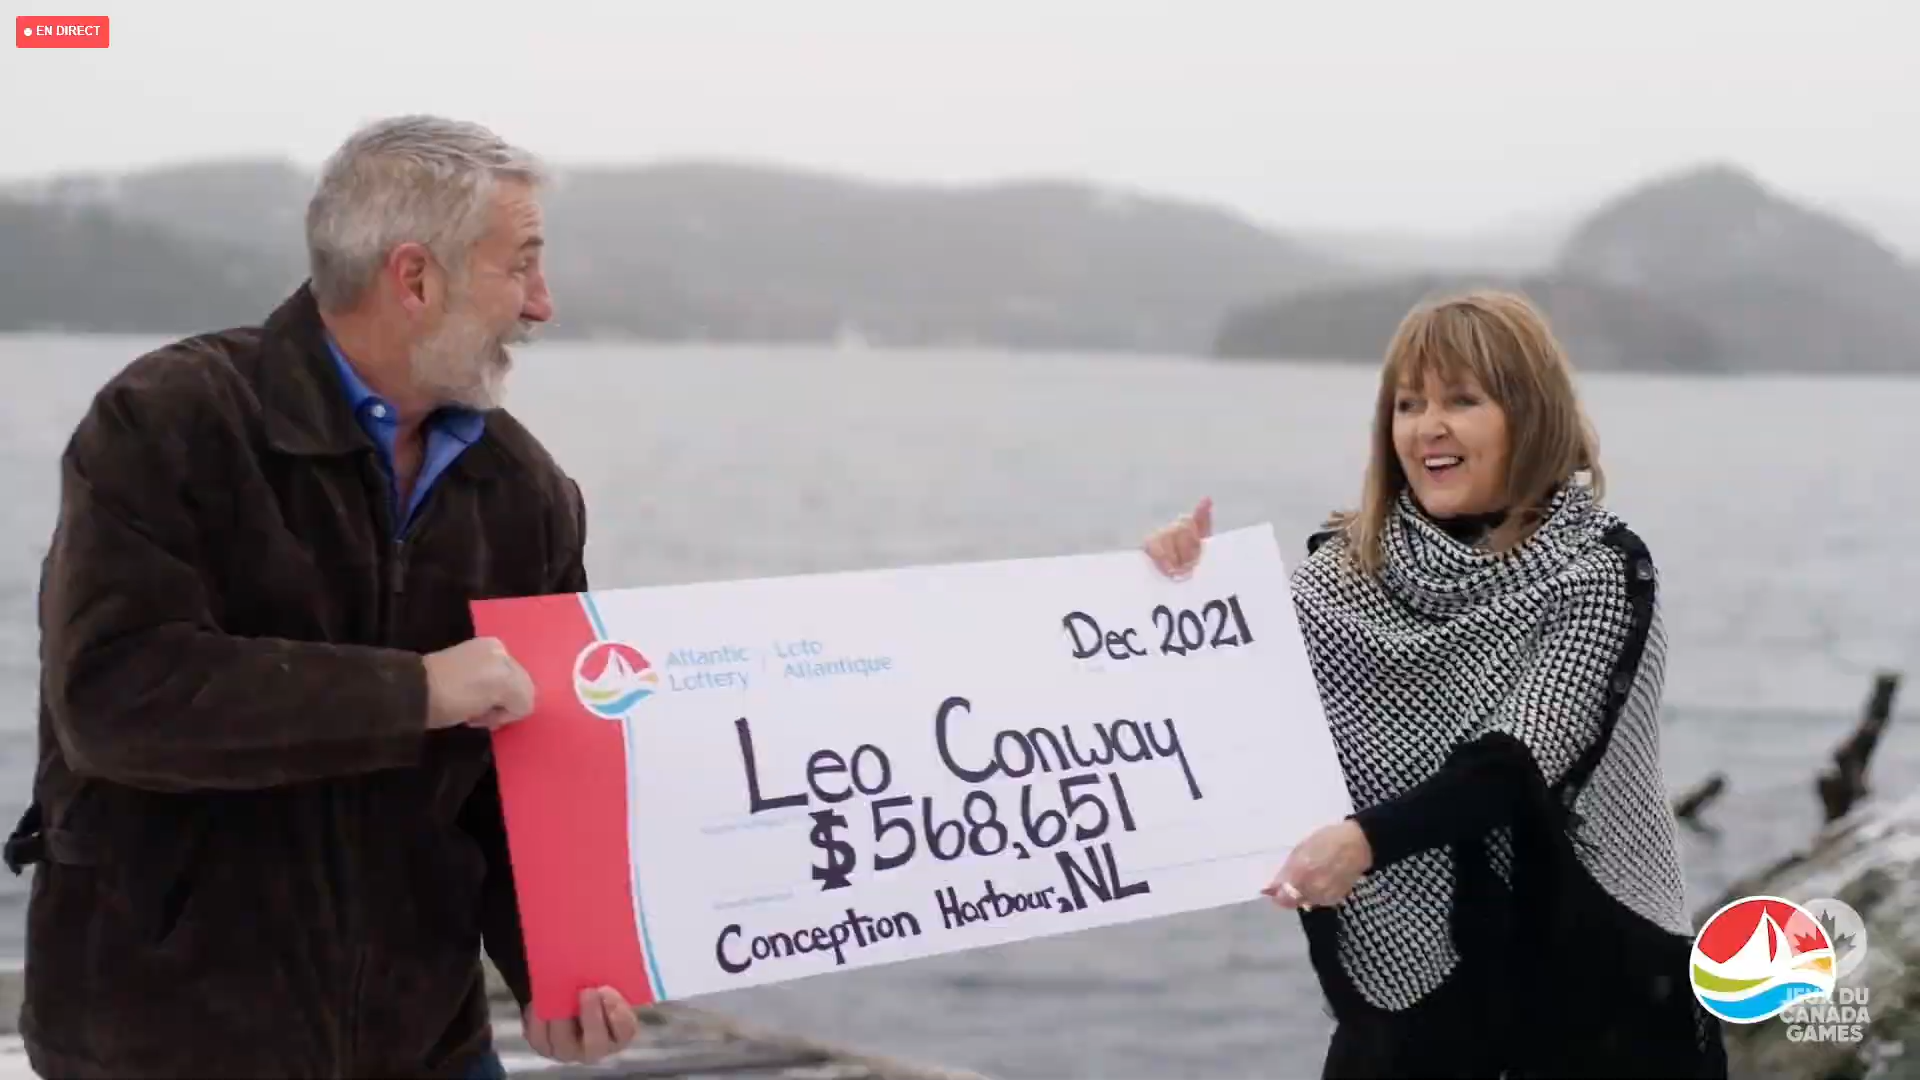 EN DIRECT
Atlantic Lottery
Loto Atlantique
Dec 2021
Leo Conway
$568,651
Conception Harbour, NL
JEUX DU
CANADA
GAMES